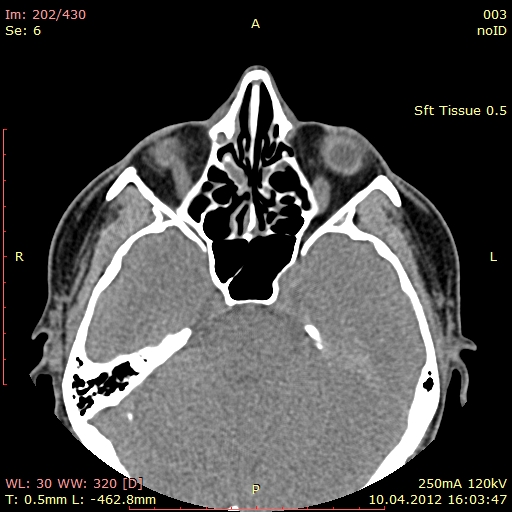 Im: 202/430
Se: 6
A
003
noID
Sft Tissue 0.5
R
L
WL: 30 WW: 320 [D]
T: 0.5mm L: -462.8mm
P
250mA 120kV
10.04.2012 16:03:47